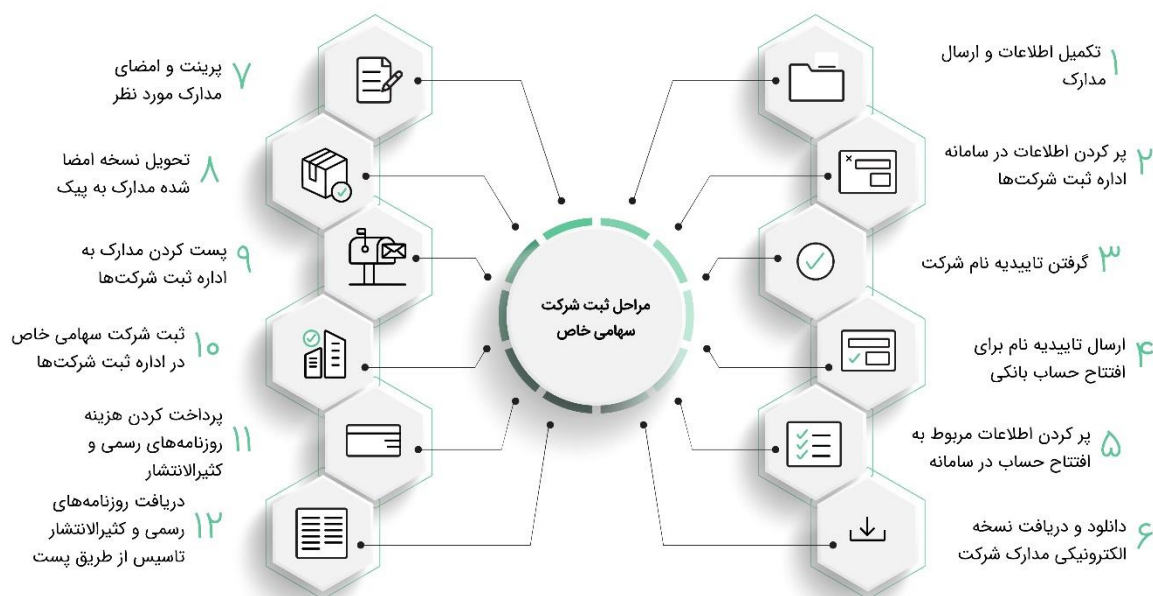 مراحل ثبت شرکت
سهامی خاص
۱
تکمیل اطلاعات و ارسال
مدارک
۲
پر کردن اطلاعات در سامانه
اداره ثبت شرکت‌ها
۳
گرفتن تاییدیه نام شرکت
۴
ارسال تاییدیه نام برای
افتتاح حساب بانکی
۵
پر کردن اطلاعات مربوط به
افتتاح حساب در سامانه
۶
دانلود و دریافت نسخه
الکترونیکی مدارک شرکت
۷
پرینت و امضای
مدارک مورد نظر
۸
تحویل نسخه امضا
شده مدارک به پیک
۹
پست کردن مدارک به
اداره ثبت شرکت‌ها
۱۰
ثبت شرکت سهامی خاص
در اداره ثبت شرکت‌ها
۱۱
پرداخت کردن هزینه
روزنامه‌های رسمی و
کثیرالانتشار
۱۲
دریافت روزنامه‌های
رسمی و کثیرالانتشار
تاسیس از طریق پست